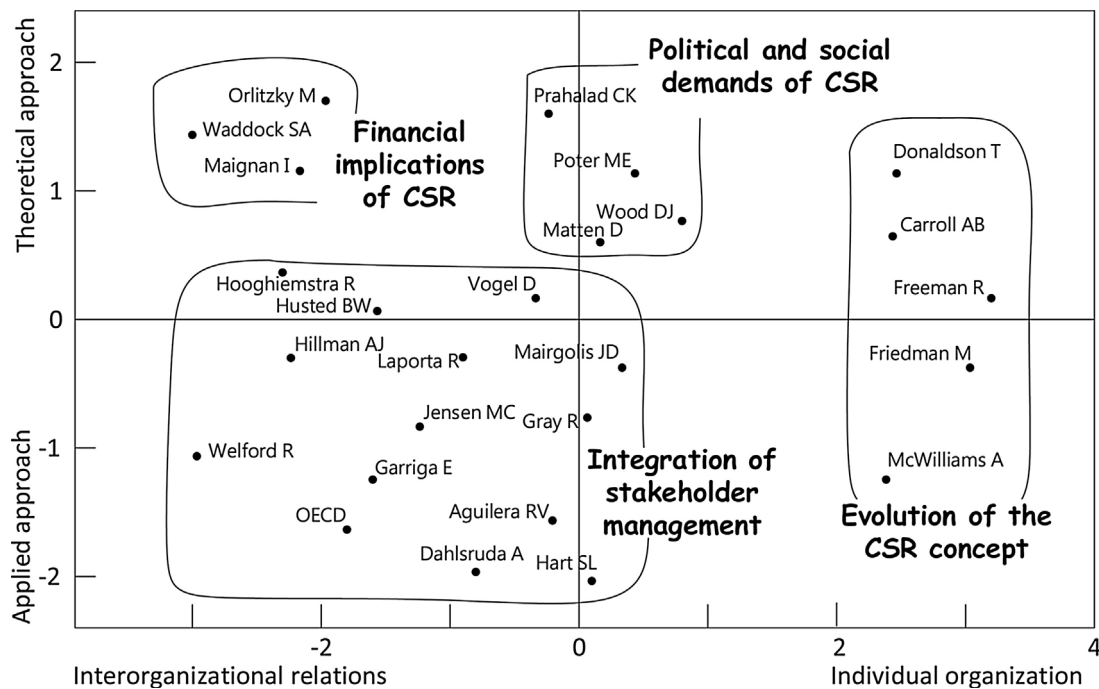 Theoretical approach
Applied approach
2
1
0
-1
-2
Political and social
demands of CSR
Orlitzky M
Prahalad CK
Waddock SA
Financial
implications
of CSR
Donaldson T
Maignan I
Poter ME
Wood DJ
Matten D
Carroll AB
Hooghiemstra R
Vogel D
Freeman R
Husted BW
Hillman AJ
Laporta R
Mairgolis JD
Friedman M
Jensen MC
Gray R
Welford R
Garriga E
Integration of
stakeholder
management
McWilliams A
OECD
Aguilera RV
Evolution of the
CSR concept
Dahlsruda A
Hart SL
-2
0
2
4
Interorganizational relations
Individual organization